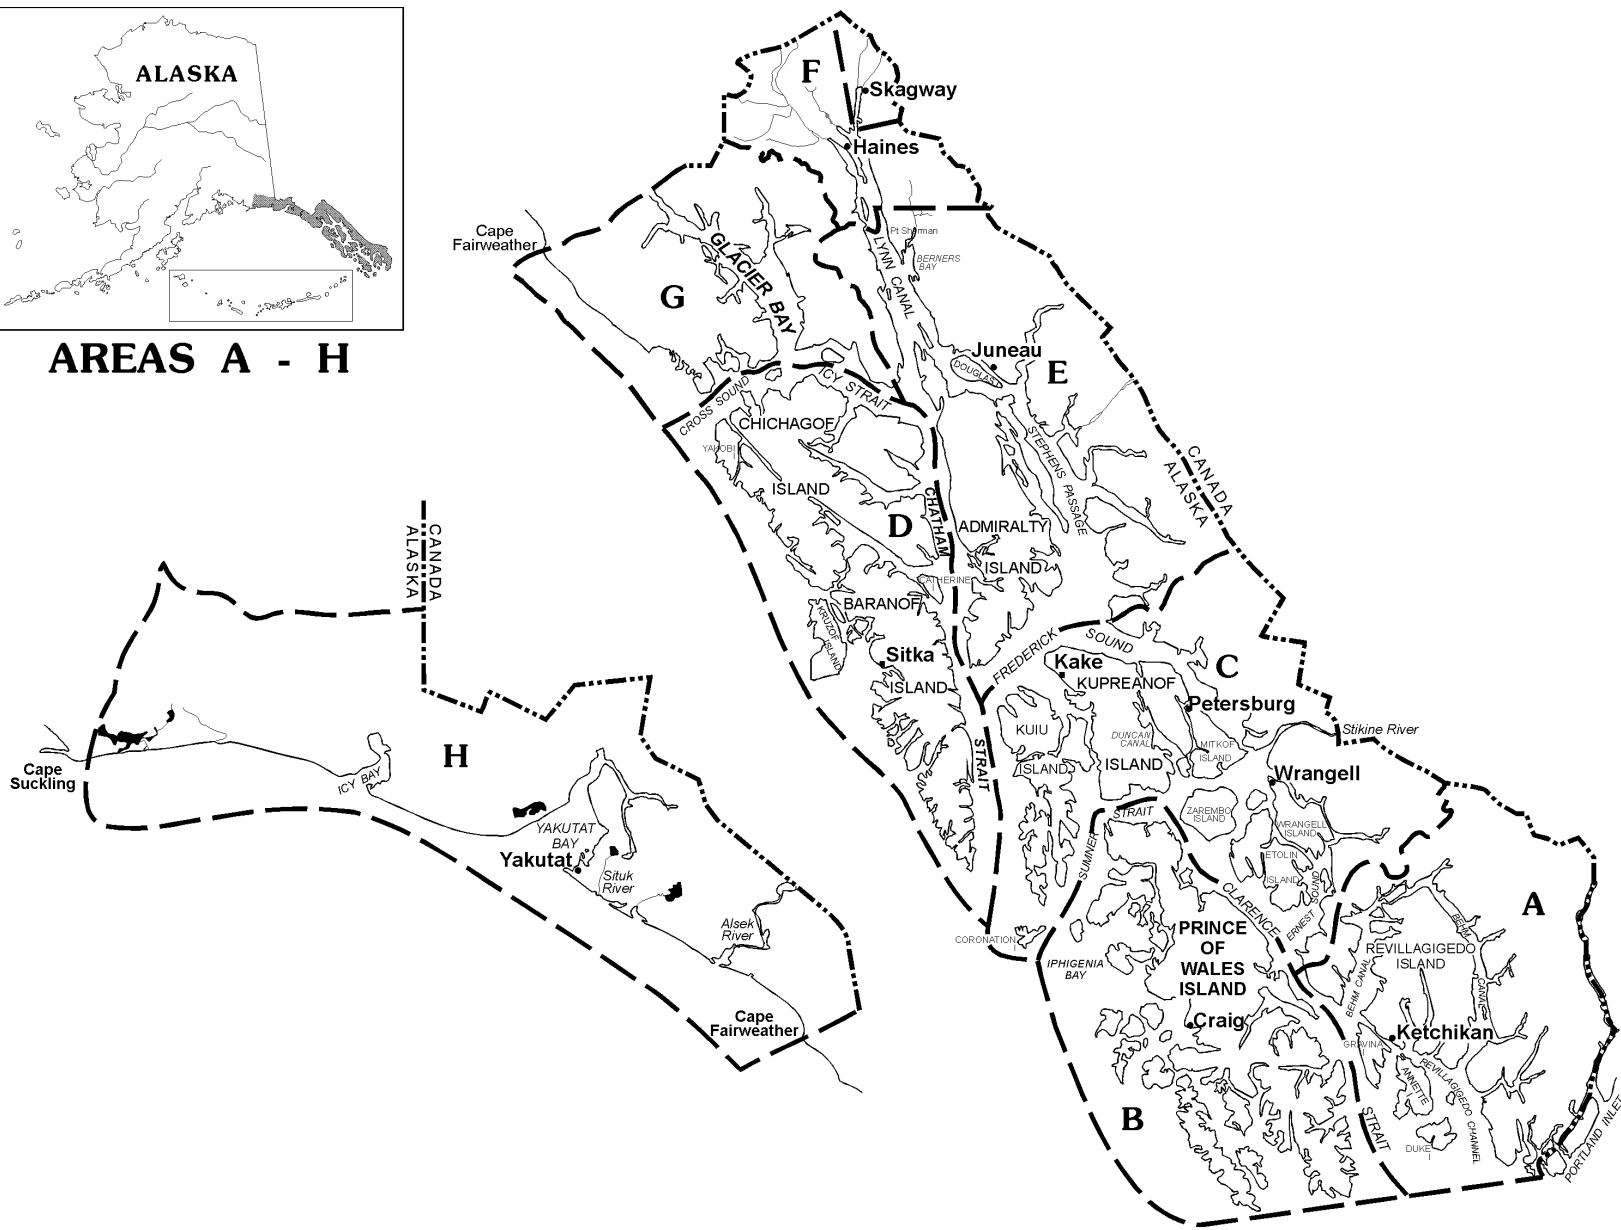 ALASKA
AREAS A - H
F
Skagway
Haines
Cape
Fairweather
Pt Sherman
BERNERS
BAY
LYNN CANAL
GLACIER BAY
G
Juneau
DOUGLAS I
E
CROSS SOUND
ICY STRAIT
CHICHAGOF
YAKOBI
I
ISLAND
STEPHENS PASSAGE
CANADA
ALASKA
D
CHATHAM
ADMIRALTY
ISLAND
CATHERINE I
BARANOF
KRUZOF
ISLAND
Sitka
ISLAND
FREDERICK
SOUND
Kake
KUPREANOF
C
Petersburg
KUIU
ISLAND
STRAIT
DUNCAN
CANAL
ISLAND
MITKOF
ISLAND
Stikine River
Wrangell
SUMNER
STRAIT
ZAREMBO
ISLAND
WRANGELL
ISLAND
ETOLIN
ISLAND
ERNEST SOUND
CLARENCE
CORONATION
I
IPHIGENIA
BAY
PRINCE
OF
WALES
ISLAND
Craig
A
REVILLAGIGEDO
ISLAND
BEHM
CANAL
BEHM CANAL
GRAVINA
I
Ketchikan
ANNETTE
I
REVILLAGIGEDO CHANNEL
B
STRAIT
DUKE
I
PORTLAND INLET
CANADA
ALASKA
H
Cape
Suckling
ICY BAY
YAKUTAT
BAY
Yakutat
Situk
River
Alsek
River
Cape
Fairweather